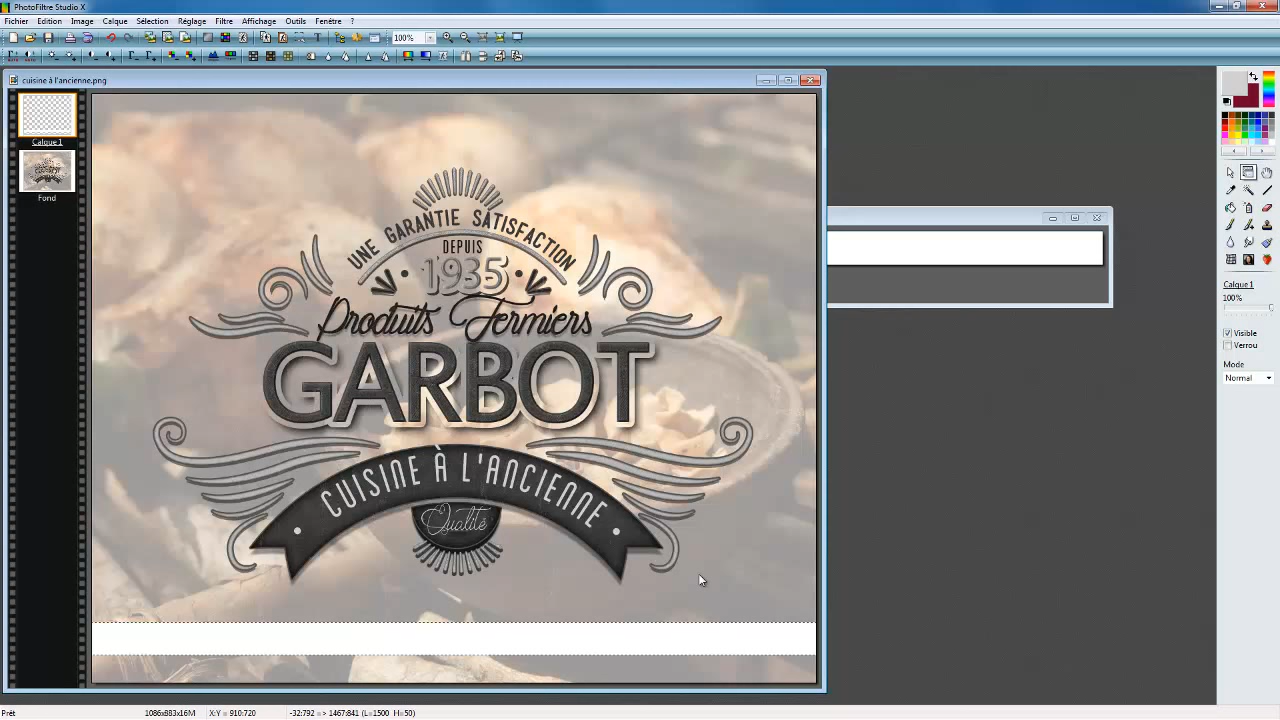 PhotoFiltre Studio X
Fichier Edition Image Calque Sélection Réglage Filtre Affichage Outils Fenêtre ?
100%
cuisine à l'ancienne.png
Calque 1
Fond
UNE GARANTIE SATISFACTION
DEPUIS
1935
Produits Fermiers
GARBOT
CUISINE À L'ANCIENNE
Qualité
Calque 1
100%
Visible
Verrou
Mode
Normal
Prêt 1086x883x16M X:Y = 910:720 -32:792 => 1467:841 (L=1500 H=50)